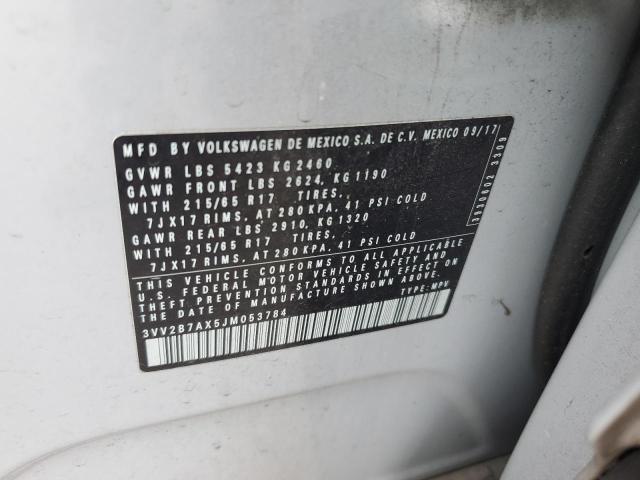 MFD BY VOLKSWAGEN DE MEXICO S.A. DE C.V. MEXICO 09/17
GVWR LBS 5423 KG 2460
GAWR FRONT LBS 2624, KG 1190
WITH 215/65 R17 TIRES,
7JX17 RIMS, AT 280 KPA, 41 PSI COLD
GAWR REAR LBS 2910, KG 1320
WITH 215/65 R17 TIRES,
7JX17 RIMS, AT 280 KPA, 41 PSI COLD
THIS VEHICLE CONFORMS TO ALL APPLICABLE
U.S. FEDERAL MOTOR VEHICLE SAFETY AND
THEFT PREVENTION STANDARDS IN EFFECT ON
THE DATE OF MANUFACTURE SHOWN ABOVE.
3VV2B7AX5JM053784 TYPE: MPV
3930602 3309